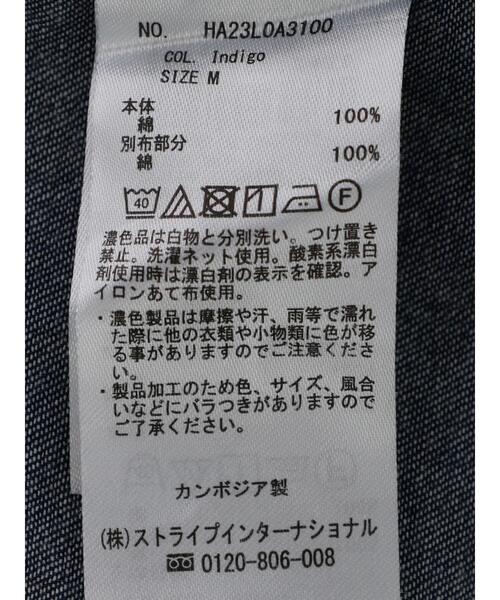 NO. HA23L0A3100
COL. Indigo
SIZE M
本体
綿 100%
別布部分
綿 100%
40 F
濃色品は白物と分別洗い。つけ置き
禁止。洗濯ネット使用。酸素系漂白
剤使用時は漂白剤の表示を確認。ア
イロンあて布使用。
・濃色製品は摩擦や汗、雨等で濡れ
た際に他の衣類や小物類に色が移
る事がありますのでご注意くださ
い。
・製品加工のため色、サイズ、風合
いなどにバラつきがありますので
ご了承ください。
カンボジア製
(株)ストライプインターナショナル
0120-806-008